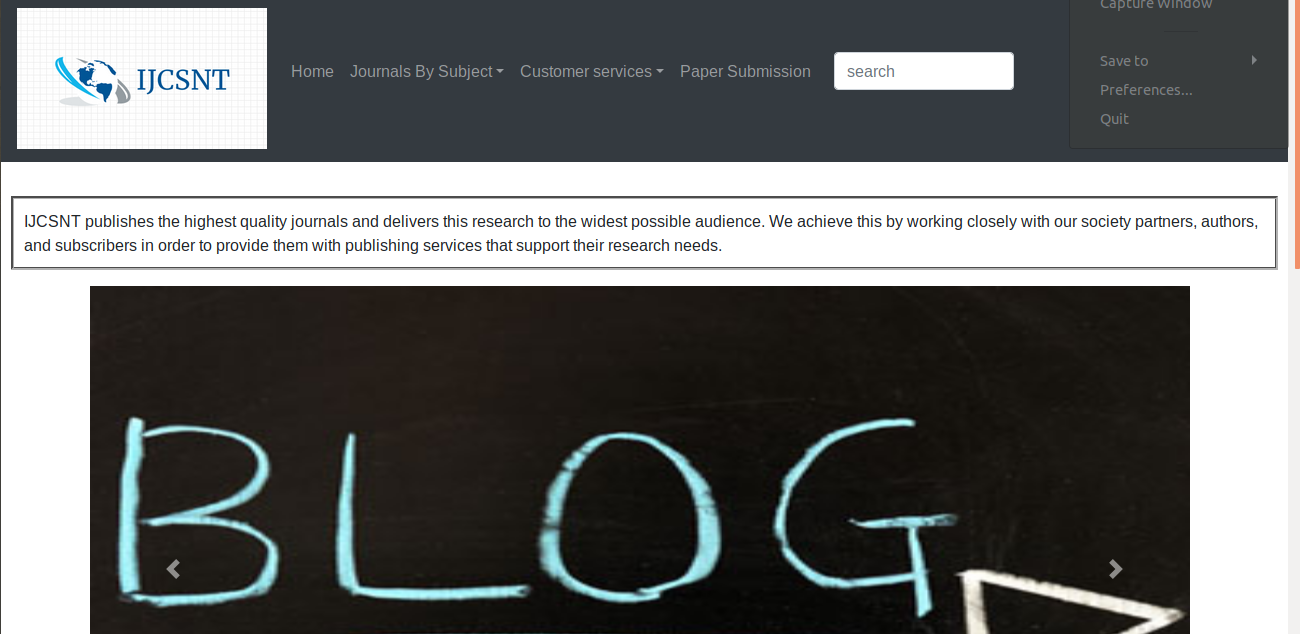 Capture Window
Save to
Preferences...
Quit
IJCSNT
Home Journals By Subject Customer services Paper Submission search
IJCSNT publishes the highest quality journals and delivers this research to the widest possible audience. We achieve this by working closely with our society partners, authors,
and subscribers in order to provide them with publishing services that support their research needs.
BLOG